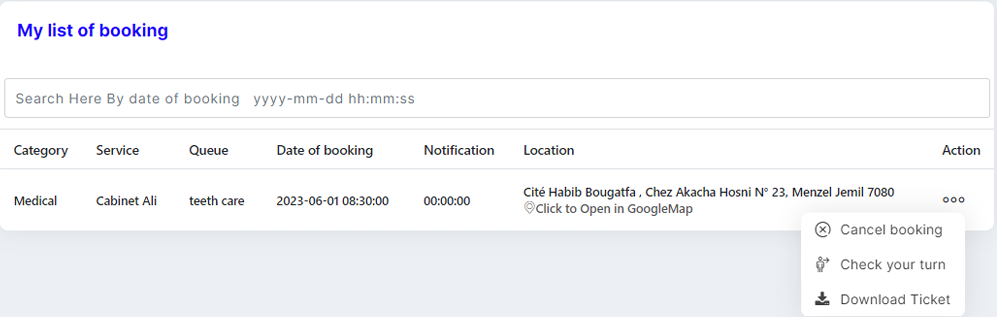 My list of booking
Search Here By date of booking yyyy-mm-dd hh:mm:ss
Category Service Queue Date of booking Notification Location Action
Medical Cabinet Ali teeth care 2023-06-01 08:30:00 00:00:00 Cité Habib Bougatfa , Chez Akacha Hosni N° 23, Menzel Jemil 7080
Click to Open in GoogleMap
Cancel booking
Check your turn
Download Ticket